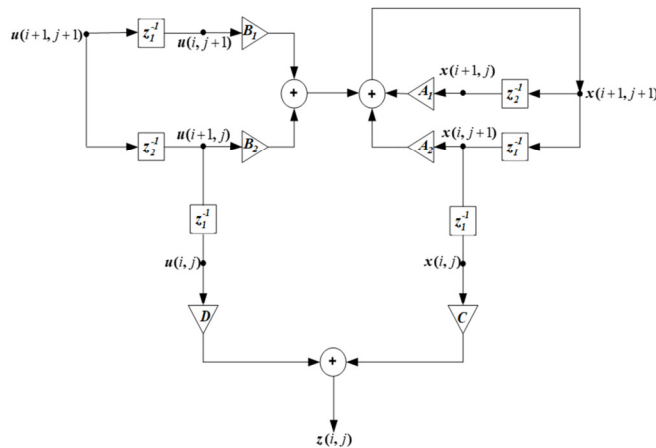 u(i+1, j+1)
z₁⁻¹
u(i, j+1)
B₁
+
+
A₁
x(i+1, j)
z₂⁻¹
x(i+1, j+1)
z₂⁻¹
u(i+1, j)
B₂
A₂
x(i, j+1)
z₁⁻¹
z₁⁻¹
z₁⁻¹
u(i, j)
x(i, j)
D
C
+
z(i, j)